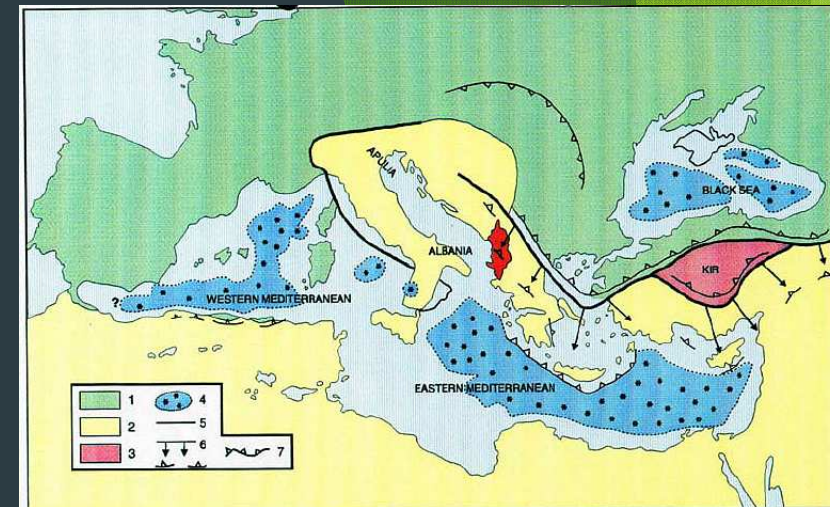 APULIA
BLACK SEA
ALBANIA
KIR
?
WESTERN MEDITERRANEAN
EASTERN MEDITERRANEAN
1
2
3
4
5
6
7